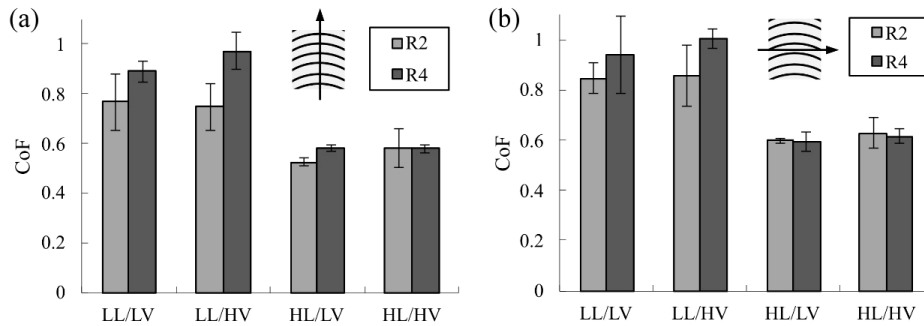 (a)
R2
R4
CoF
1
0.8
0.6
0.4
0.2
0
LL/LV
LL/HV
HL/LV
HL/HV
(b)
R2
R4
CoF
1
0.8
0.6
0.4
0.2
0
LL/LV
LL/HV
HL/LV
HL/HV